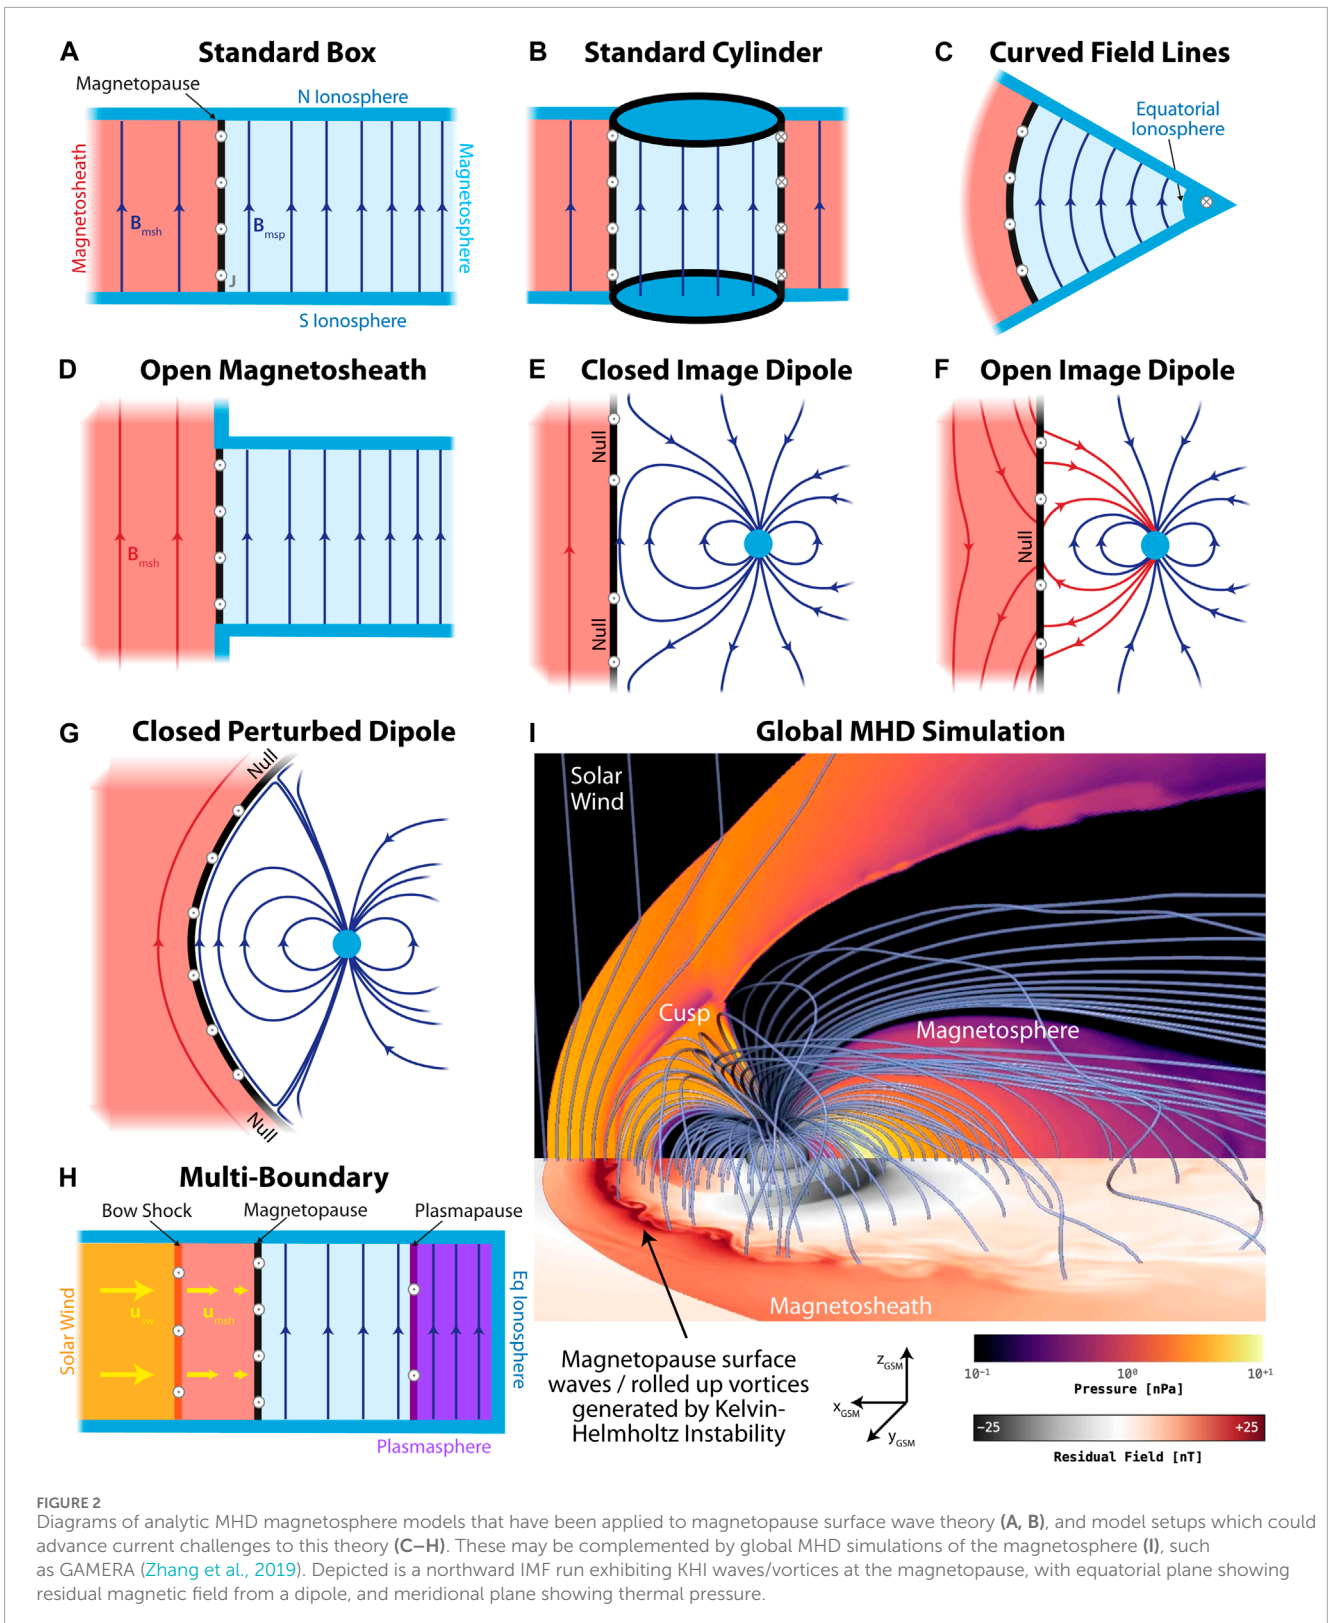 A Standard Box
Magnetopause
N Ionosphere
Magnetosheath
B msh
B msp
J
Magnetosphere
S Ionosphere
B Standard Cylinder
C Curved Field Lines
Equatorial
Ionosphere
D Open Magnetosheath
B msh
E Closed Image Dipole
Null
Null
F Open Image Dipole
Null
G Closed Perturbed Dipole
Null
Null
H Multi-Boundary
Bow Shock
Magnetopause
Plasmapause
Solar Wind
u sw
u msh
Eq Ionosphere
Plasmasphere
I Global MHD Simulation
Solar
Wind
Cusp
Magnetosphere
Magnetosheath
Magnetopause surface
waves / rolled up vortices
generated by Kelvin-
Helmholtz Instability
z GSM
x GSM
y GSM
10⁻¹ 10⁰ 10⁺¹
Pressure [nPa]
−25 +25
Residual Field [nT]
FIGURE 2
Diagrams of analytic MHD magnetosphere models that have been applied to magnetopause surface wave theory (A, B), and model setups which could
advance current challenges to this theory (C–H). These may be complemented by global MHD simulations of the magnetosphere (I), such
as GAMERA (Zhang et al., 2019). Depicted is a northward IMF run exhibiting KHI waves/vortices at the magnetopause, with equatorial plane showing
residual magnetic field from a dipole, and meridional plane showing thermal pressure.